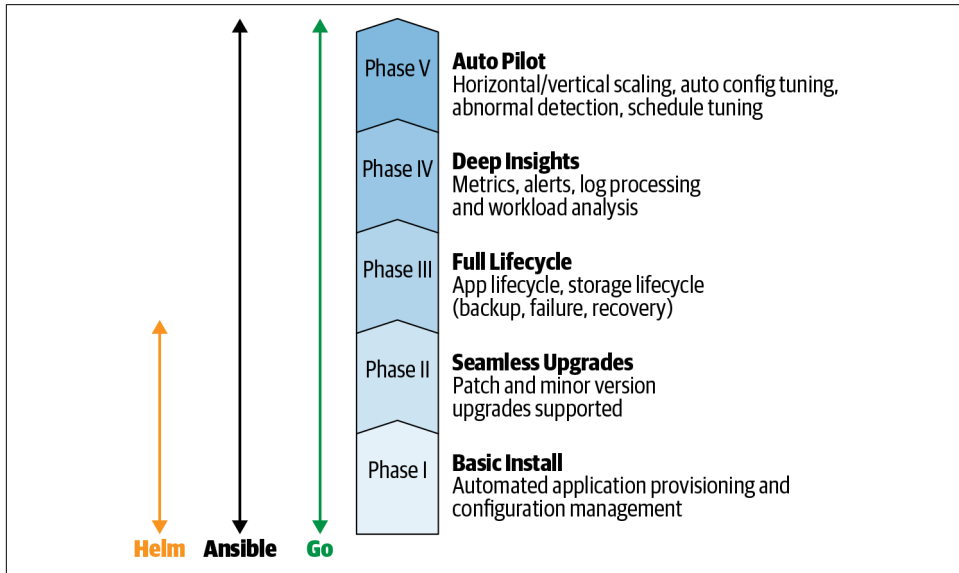 Phase V
Auto Pilot
Horizontal/vertical scaling, auto config tuning,
abnormal detection, schedule tuning
Phase IV
Deep Insights
Metrics, alerts, log processing
and workload analysis
Phase III
Full Lifecycle
App lifecycle, storage lifecycle
(backup, failure, recovery)
Phase II
Seamless Upgrades
Patch and minor version
upgrades supported
Phase I
Basic Install
Automated application provisioning and
configuration management
Helm Ansible Go